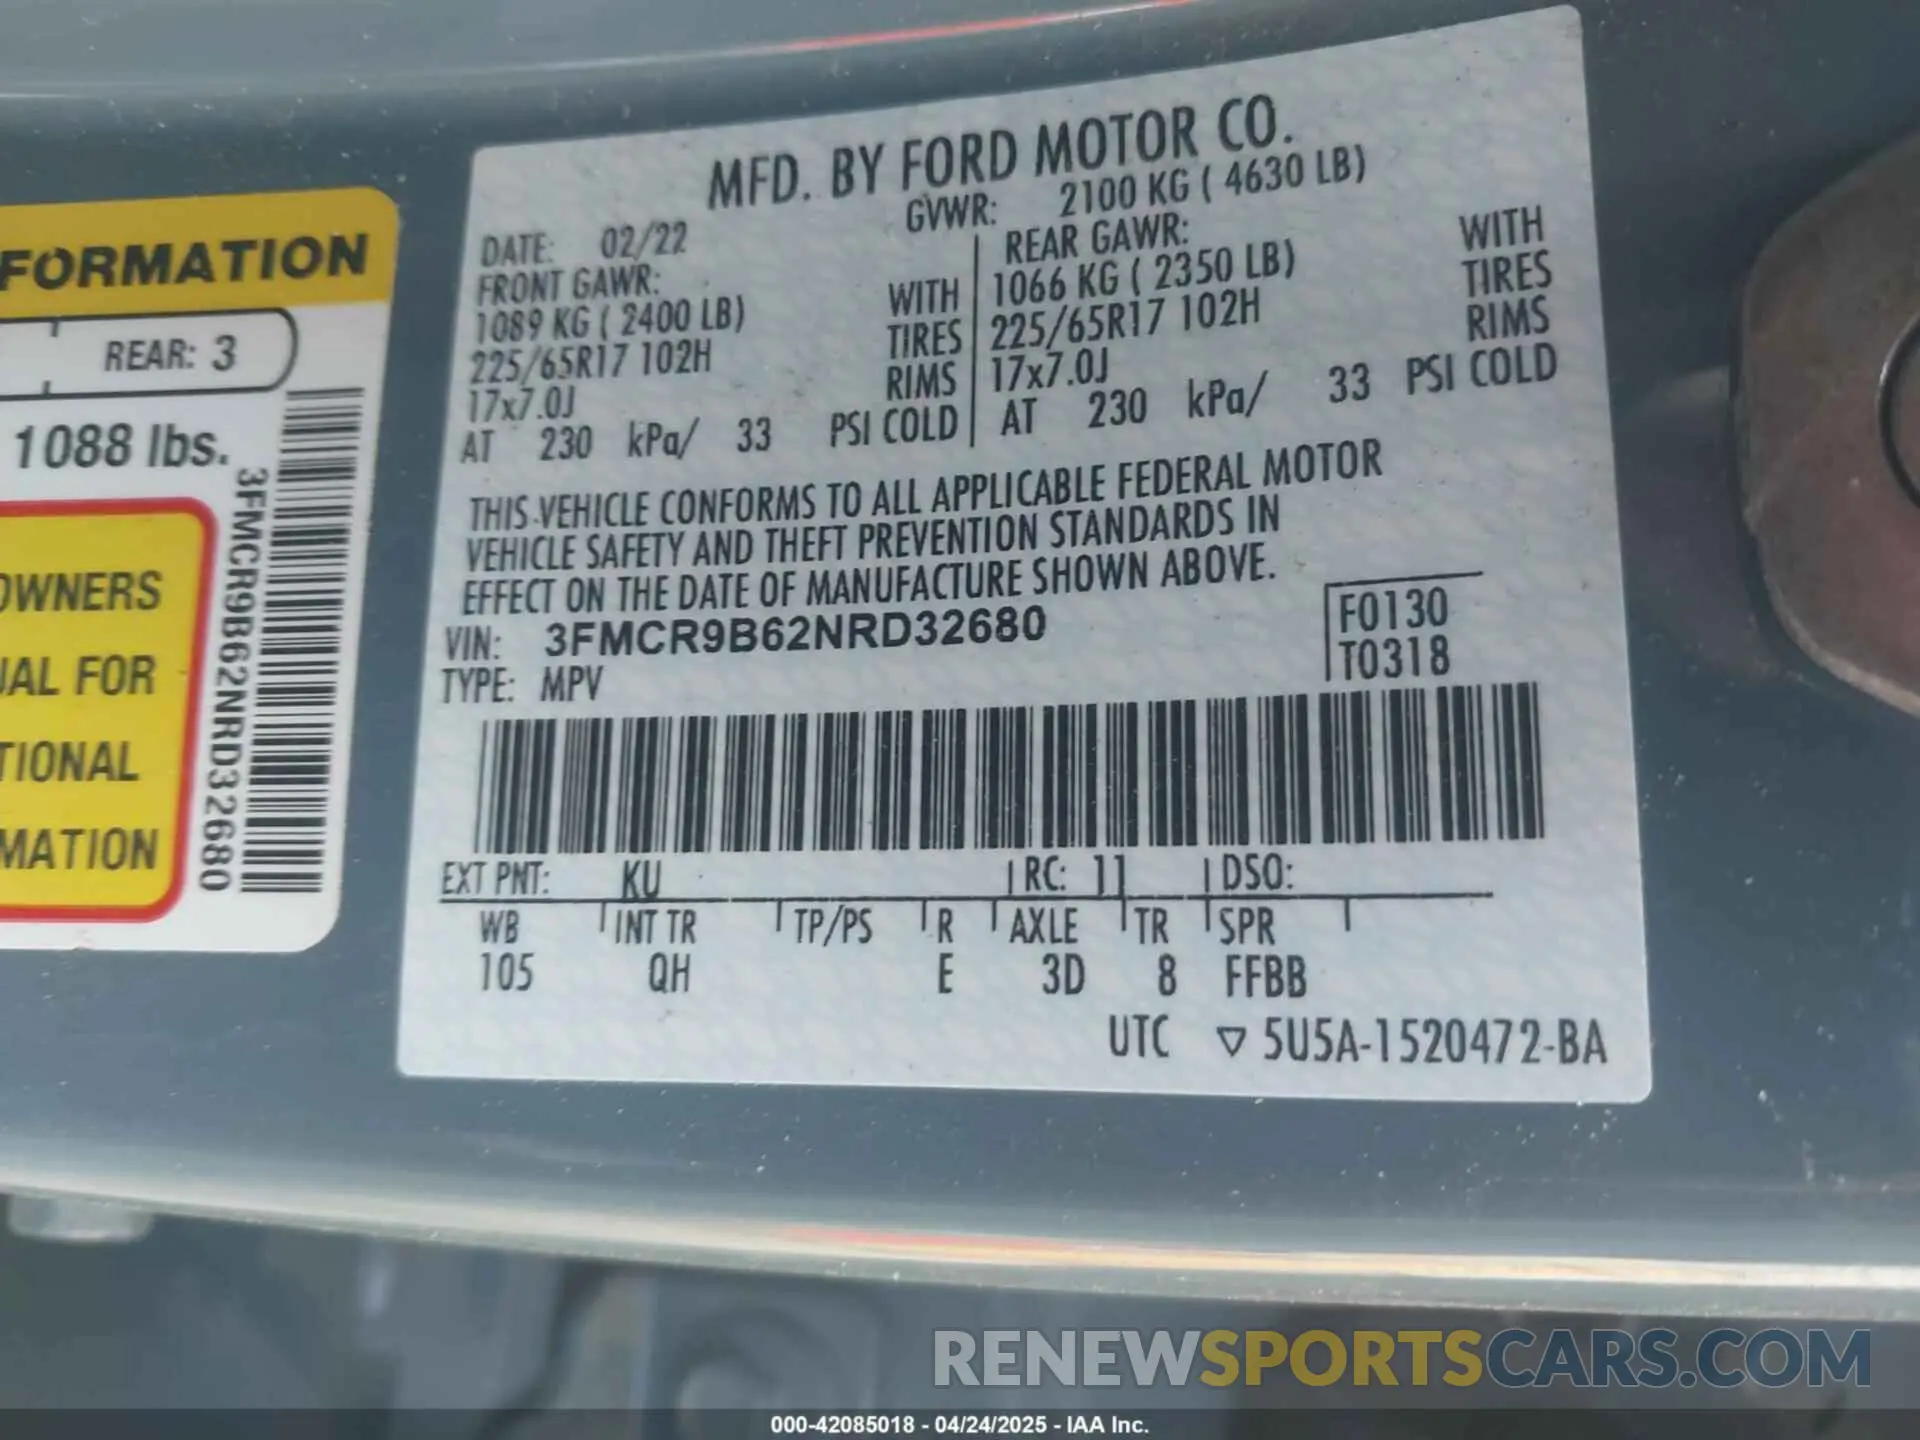 FORMATION
REAR: 3
1088 lbs.
OWNERS
UAL FOR
TIONAL
MATION
3FMCR9B62NRD32680
MFD. BY FORD MOTOR CO.
DATE: 02/22 GVWR: 2100 KG ( 4630 LB)
FRONT GAWR: REAR GAWR:
1089 KG ( 2400 LB) WITH 1066 KG ( 2350 LB) WITH
225/65R17 102H TIRES 225/65R17 102H TIRES
17x7.0J RIMS 17x7.0J RIMS
AT 230 kPa/ 33 PSI COLD AT 230 kPa/ 33 PSI COLD
THIS VEHICLE CONFORMS TO ALL APPLICABLE FEDERAL MOTOR
VEHICLE SAFETY AND THEFT PREVENTION STANDARDS IN
EFFECT ON THE DATE OF MANUFACTURE SHOWN ABOVE.
VIN: 3FMCR9B62NRD32680 F0130
TYPE: MPV T0318
EXT PNT: KU RC: 11 DSO:
WB INT TR TP/PS R AXLE TR SPR
105 QH E 3D 8 FFBB
UTC ▽ 5U5A-1520472-BA
RENEWSPORTSCARS.COM
000-42085018 - 04/24/2025 - IAA Inc.